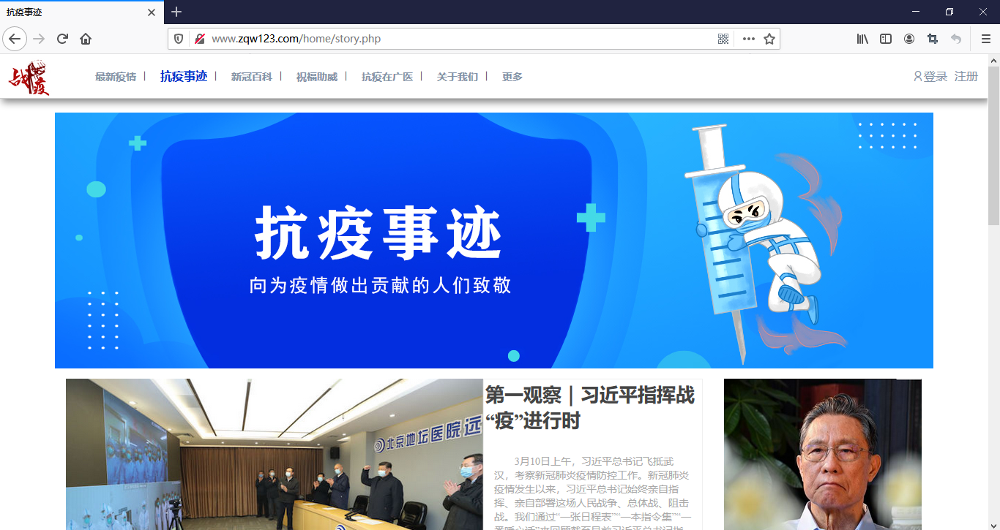 抗疫事迹
www.zqw123.com/home/story.php
战疫
最新疫情 | 抗疫事迹 | 新冠百科 | 祝福助威 | 抗疫在广医 | 关于我们 | 更多
登录 注册
抗疫事迹
向为疫情做出贡献的人们致敬
北京地坛医院远
第一观察｜习近平指挥战
“疫”进行时
3月10日上午，习近平总书记飞抵武
汉，考察新冠肺炎疫情防控工作。新冠肺炎
疫情发生以来，习近平总书记始终亲自指
挥、亲自部署这场人民战争、总体战、阻击
战。我们通过“一张日程表”“一本指令集”“一